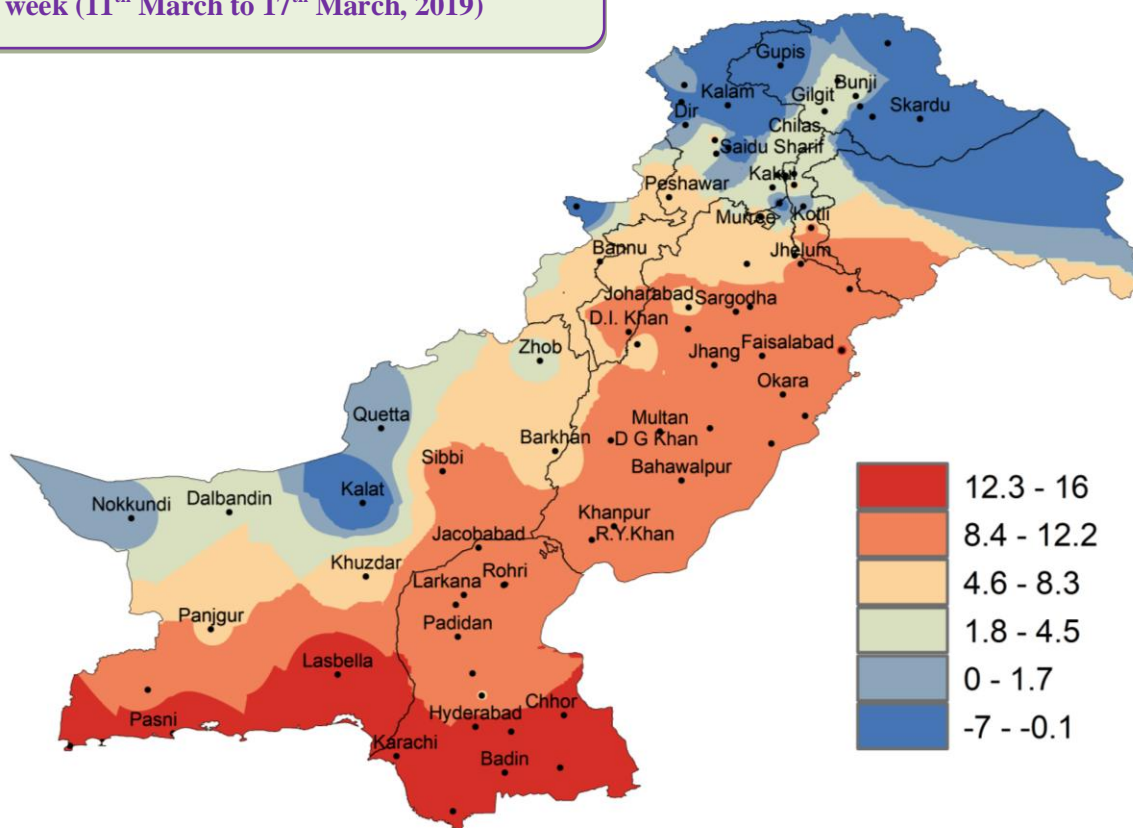 week (11th March to 17th March, 2019)
Gupis
Bunji
Kalam
Gilgit
Skardu
Dir
Chilas
Saidu Sharif
Kakul
Peshawar
Murree
Kotli
Bannu
Jhelum
Joharabad
Sargodha
D.I. Khan
Zhob
Jhang
Faisalabad
Okara
Quetta
Multan
Barkhan
D G Khan
Sibbi
Bahawalpur
Nokkundi
Dalbandin
Kalat
Khanpur
R.Y.Khan
Jacobabad
Khuzdar
Larkana
Rohri
Panjgur
Padidan
Lasbella
Chhor
Pasni
Hyderabad
Karachi
Badin
12.3 - 16
8.4 - 12.2
4.6 - 8.3
1.8 - 4.5
0 - 1.7
-7 - -0.1